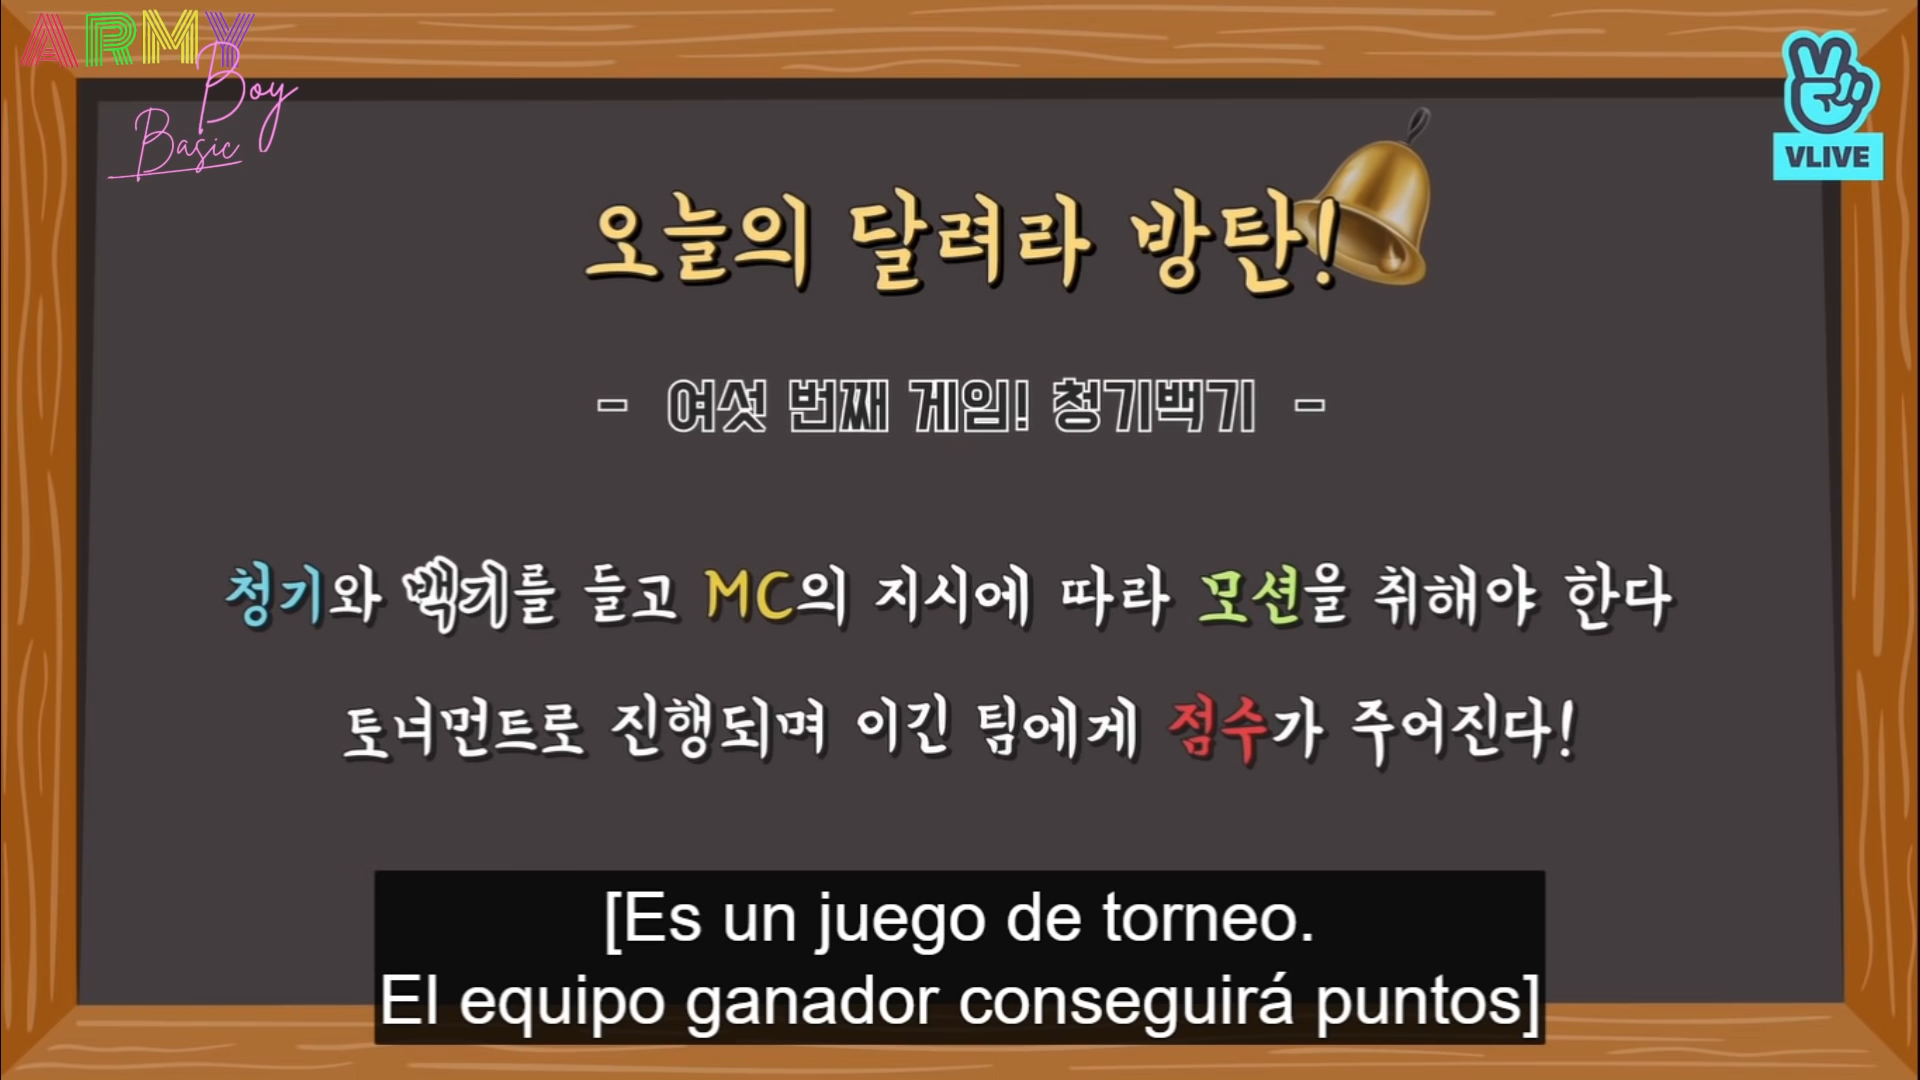 ARMY
Boy
Basic
VLIVE
오늘의 달려라 방탄!
- 여섯 번째 게임! 청기백기 -
청기와 백기를 들고 MC의 지시에 따라 모션을 취해야 한다
토너먼트로 진행되며 이긴 팀에게 점수가 주어진다!
[Es un juego de torneo.
El equipo ganador conseguirá puntos]